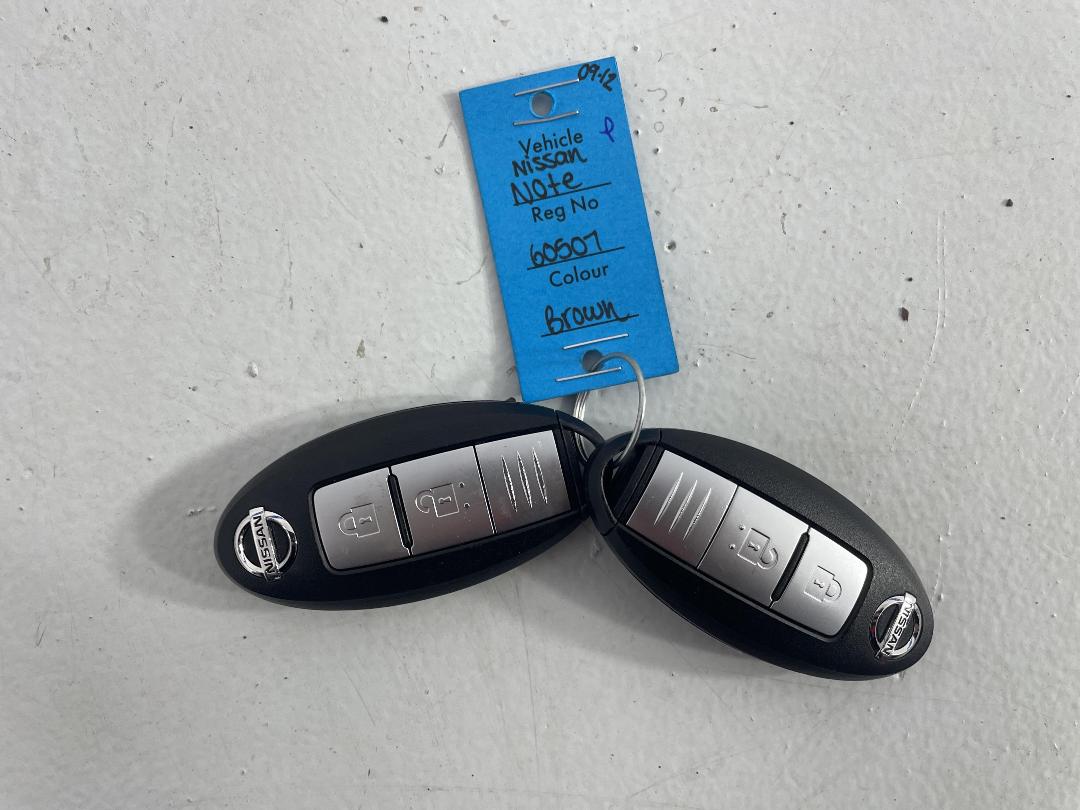 09-12
Vehicle
Nissan
Note
Reg No
60507
Colour
Brown
NISSAN
NISSAN